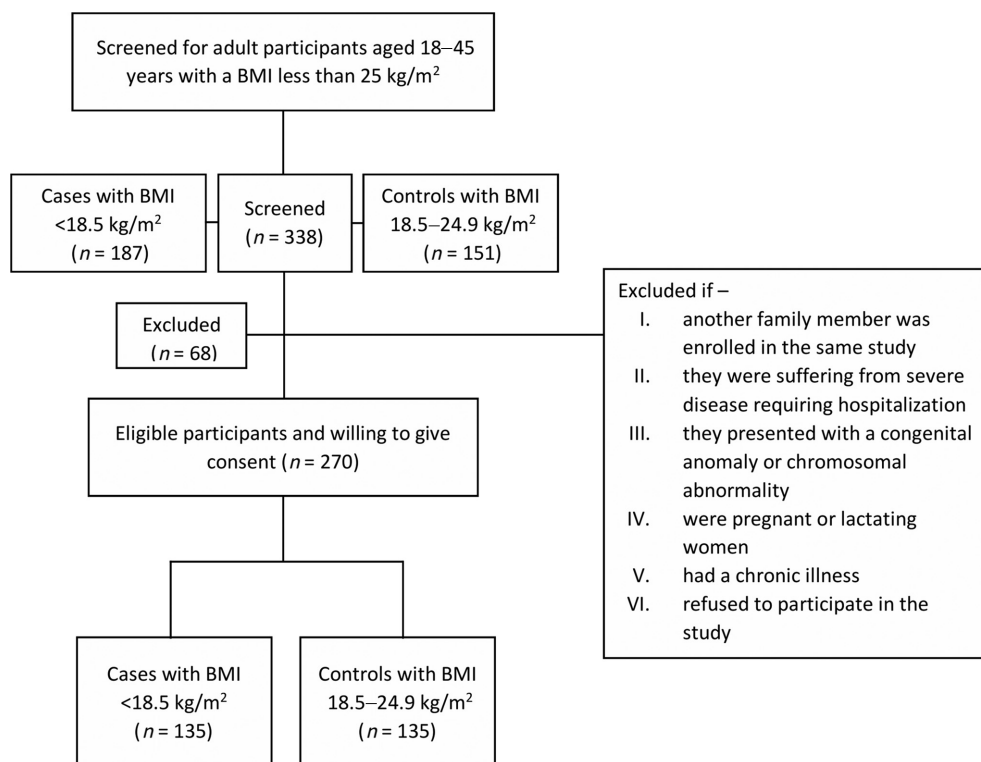 Screened for adult participants aged 18–45
years with a BMI less than 25 kg/m²
Cases with BMI
<18.5 kg/m²
(n = 187)
Screened
(n = 338)
Controls with BMI
18.5–24.9 kg/m²
(n = 151)
Excluded
(n = 68)
Excluded if –
I. another family member was
enrolled in the same study
II. they were suffering from severe
disease requiring hospitalization
III. they presented with a congenital
anomaly or chromosomal
abnormality
IV. were pregnant or lactating
women
V. had a chronic illness
VI. refused to participate in the
study
Eligible participants and willing to give
consent (n = 270)
Cases with BMI
<18.5 kg/m²
(n = 135)
Controls with BMI
18.5–24.9 kg/m²
(n = 135)